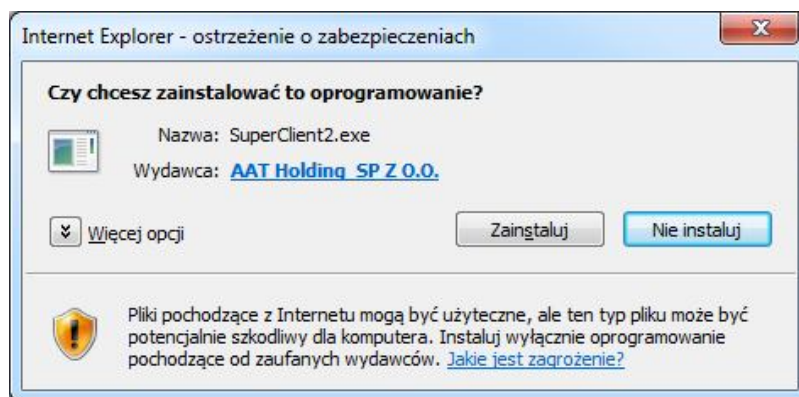 Internet Explorer - ostrzeżenie o zabezpieczeniach
Czy chcesz zainstalować to oprogramowanie?
Nazwa: SuperClient2.exe
Wydawca: AAT Holding SP Z O.O.
Więcej opcji
Zainstaluj
Nie instaluj
Pliki pochodzące z Internetu mogą być użyteczne, ale ten typ pliku może być
potencjalnie szkodliwy dla komputera. Instaluj wyłącznie oprogramowanie
pochodzące od zaufanych wydawców. Jakie jest zagrożenie?